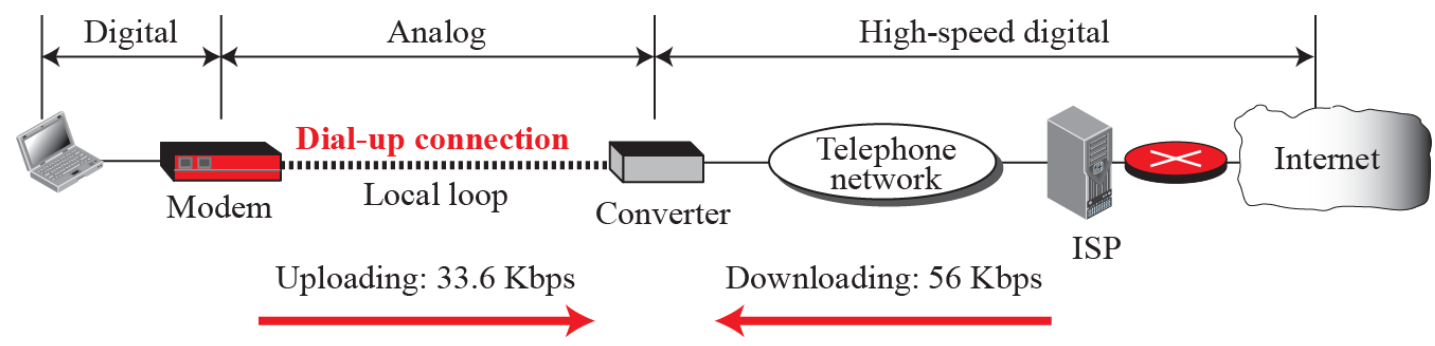 Digital
Analog
High-speed digital
Dial-up connection
Local loop
Modem
Converter
Telephone
network
ISP
Internet
Uploading: 33.6 Kbps
Downloading: 56 Kbps